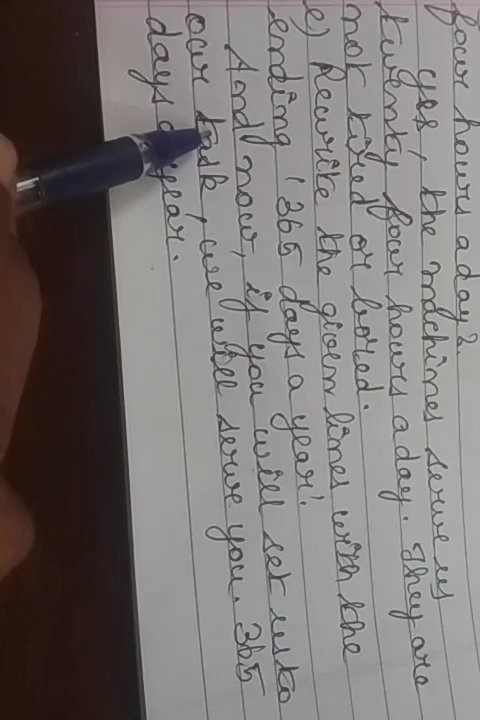 four hours a day?
yes, the machines serve us
twenty four hours a day. They are
not tired or bored.
e) Rewrite the given lines with the
ending '365 days a year'.
And now, if you will set us to
our task, we will serve you. 365
days a year.